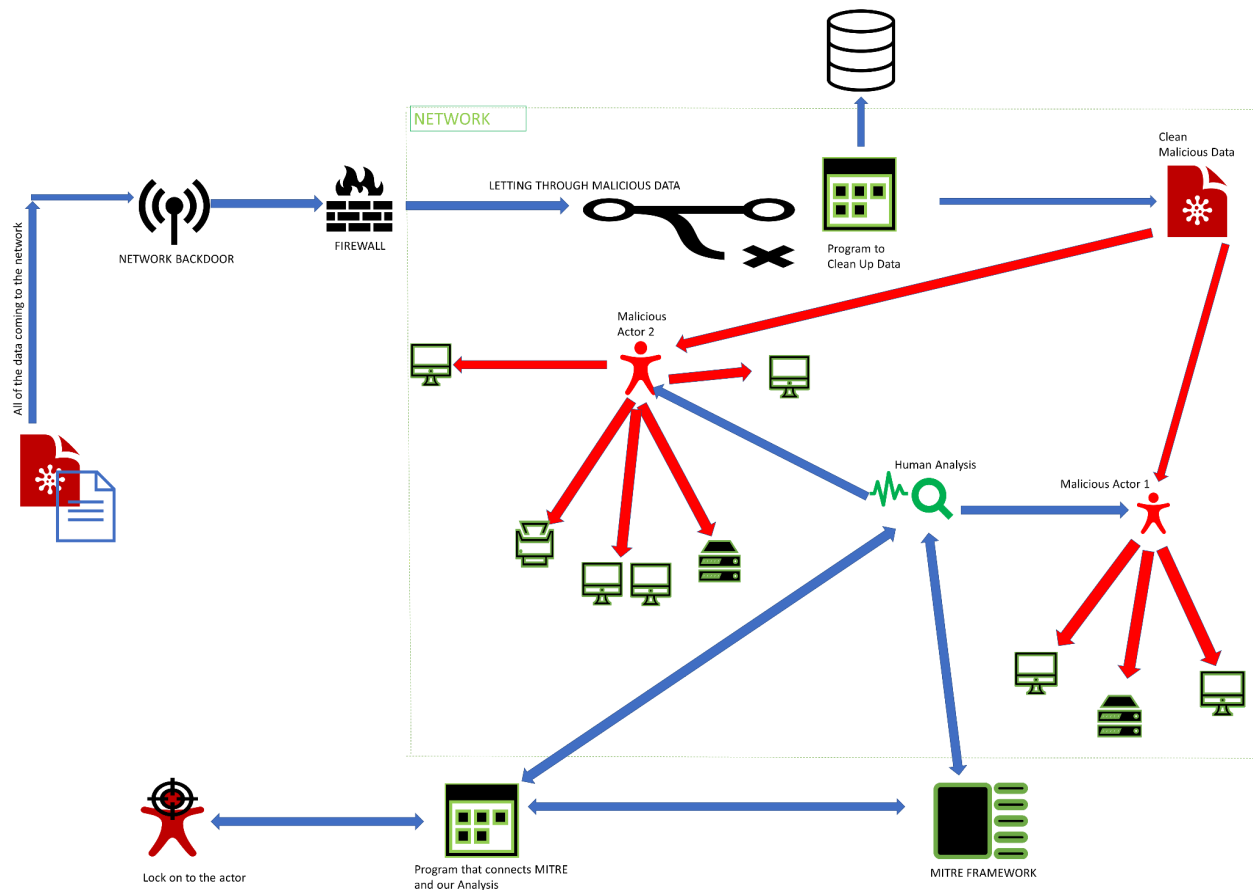 NETWORK
Clean
Malicious Data
LETTING THROUGH MALICIOUS DATA
FIREWALL
NETWORK BACKDOOR
Program to
Clean Up Data
All of the data coming to the network
Malicious
Actor 2
Human Analysis
Malicious Actor 1
Lock on to the actor
Program that connects MITRE
and our Analysis
MITRE FRAMEWORK